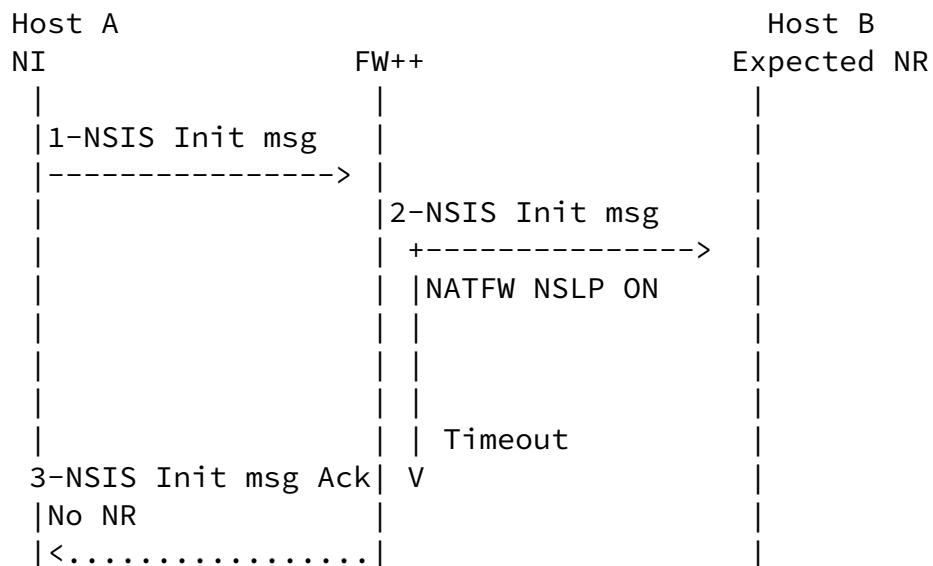 Host A Host B
NI FW++ Expected NR
1-NSIS Init msg
2-NSIS Init msg
NATFW NSLP ON
Timeout
3-NSIS Init msg Ack V
No NR